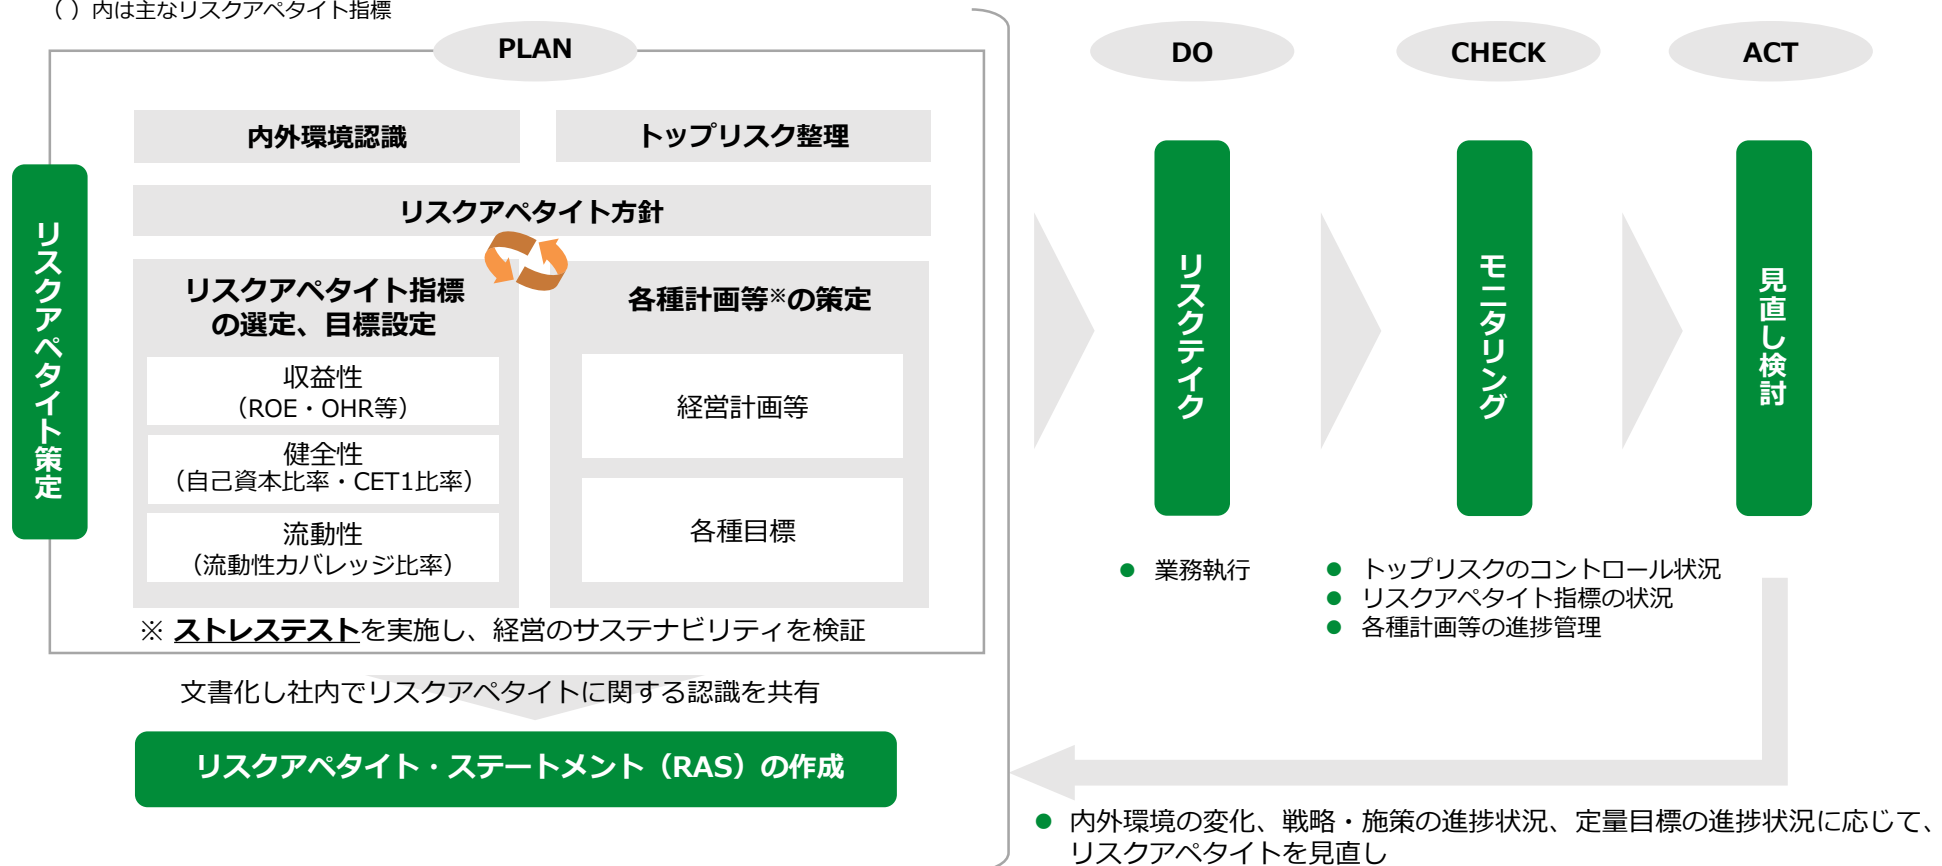 （ ）内は主なリスクアペタイト指標
PLAN
内外環境認識
トップリスク整理
リスクアペタイト方針
リスクアペタイト策定
リスクアペタイト指標
の選定、目標設定
収益性
（ROE・OHR等）
健全性
（自己資本比率・CET1比率）
流動性
（流動性カバレッジ比率）
各種計画等※の策定
経営計画等
各種目標
※ ストレステストを実施し、経営のサステナビリティを検証
文書化し社内でリスクアペタイトに関する認識を共有
リスクアペタイト・ステートメント（RAS）の作成
DO
リスクテイク
● 業務執行
CHECK
モニタリング
● トップリスクのコントロール状況
● リスクアペタイト指標の状況
● 各種計画等の進捗管理
ACT
見直し検討
● 内外環境の変化、戦略・施策の進捗状況、定量目標の進捗状況に応じて、
リスクアペタイトを見直し